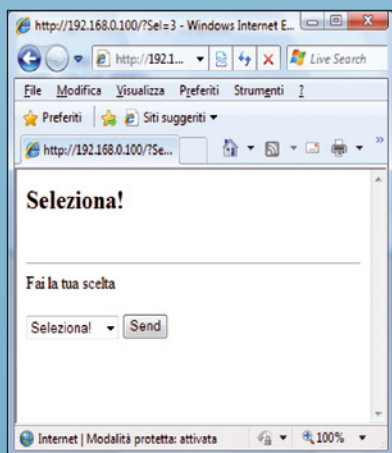 http://192.168.0.100/?Sel=3 - Windows Internet E...
http://192.1... Live Search
File Modifica Visualizza Preferiti Strumenti ?
Preferiti Siti suggeriti
http://192.168.0.100/?Se... »
Seleziona!
Fai la tua scelta
Seleziona! Send
Internet | Modalità protetta: attivata 100%